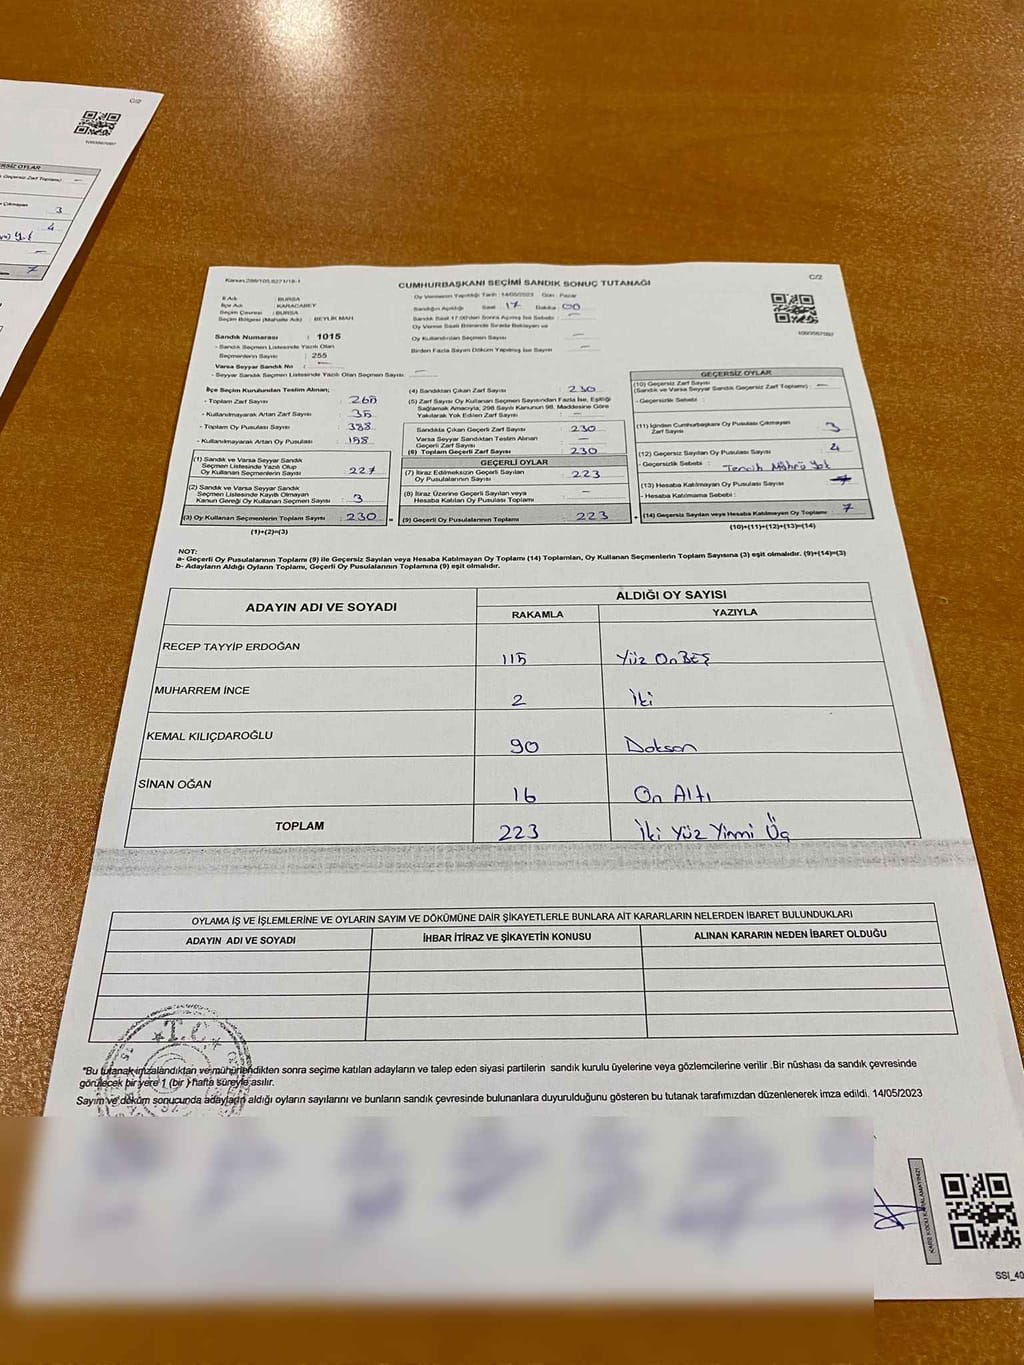 C/2
1000567097
ERSİZ OYLAR
Geçersiz Zarf Toplamı) —
Çıkmayan 3
4
—
7
Kanun:298/105,6271/18-1
C/2
CUMHURBAŞKANI SEÇİMİ SANDIK SONUÇ TUTANAĞI
İl Adı : BURSA
İlçe Adı : KARACABEY
Seçim Çevresi : BURSA
Seçim Bölgesi (Mahalle Adı) : BEYLİK MAH.
Oy Vermenin Yapıldığı Tarih : 14/05/2023 Gün : Pazar
Sandığın Açıldığı Saat : 17 Dakika : 00
Sandık Saat 17:00'den Sonra Açılmış İse Sebebi : —
Oy Verme Saati Bitiminde Sırada Bekleyen ve
Oy Kullandırılan Seçmen Sayısı : —
Birden Fazla Sayım Döküm Yapılmış İse Sayısı : —
1000567097
Sandık Numarası : 1015
- Sandık Seçmen Listesinde Yazılı Olan
Seçmenlerin Sayısı : 255
Varsa Seyyar Sandık No : —
- Seyyar Sandık Seçmen Listesinde Yazılı Olan Seçmen Sayısı : —
İlçe Seçim Kurulundan Teslim Alınan;
- Toplam Zarf Sayısı : 265
- Kullanılmayarak Artan Zarf Sayısı : 35
- Toplam Oy Pusulası Sayısı : 388
- Kullanılmayarak Artan Oy Pusulası : 158
(1) Sandık ve Varsa Seyyar Sandık
Seçmen Listesinde Yazılı Olup
Oy Kullanan Seçmenlerin Sayısı : 227
(2) Sandık ve Varsa Seyyar Sandık
Seçmen Listesinde Kayıtlı Olmayan
Kanun Gereği Oy Kullanan Seçmen Sayısı : 3
(3) Oy Kullanan Seçmenlerin Toplam Sayısı : 230 =
(1)+(2)=(3)
(4) Sandıktan Çıkan Zarf Sayısı : 230
(5) Zarf Sayısı Oy Kullanan Seçmen Sayısından Fazla İse, Eşitliği
Sağlamak Amacıyla, 298 Sayılı Kanunun 98. Maddesine Göre
Yakılarak Yok Edilen Zarf Sayısı : —
Sandıkta Çıkan Geçerli Zarf Sayısı : 230
Varsa Seyyar Sandıktan Teslim Alınan
Geçerli Zarf Sayısı : —
(6) Toplam Geçerli Zarf Sayısı : 230
GEÇERLİ OYLAR
(7) İtiraz Edilmeksizin Geçerli Sayılan
Oy Pusulalarının Sayısı : 223
(8) İtiraz Üzerine Geçerli Sayılan veya
Hesaba Katılan Oy Pusulası Toplamı : —
(9) Geçerli Oy Pusulalarının Toplamı : 223 +
GEÇERSİZ OYLAR
(10) Geçersiz Zarf Sayısı
(Sandık ve Varsa Seyyar Sandık Geçersiz Zarf Toplamı) : —
- Geçersizlik Sebebi :
(11) İçinden Cumhurbaşkanı Oy Pusulası Çıkmayan
Zarf Sayısı : 3
(12) Geçersiz Sayılan Oy Pusulası Sayısı : 4
- Geçersizlik Sebebi : Tercih Mührü Yok
(13) Hesaba Katılmayan Oy Pusulası Sayısı :
- Hesaba Katılmama Sebebi :
(14) Geçersiz Sayılan veya Hesaba Katılmayan Oy Toplamı : 7
(10)+(11)+(12)+(13)=(14)
NOT:
a- Geçerli Oy Pusulalarının Toplamı (9) ile Geçersiz Sayılan veya Hesaba Katılmayan Oy Toplamı (14) Toplamları, Oy Kullanan Seçmenlerin Toplam Sayısına (3) eşit olmalıdır. (9)+(14)=(3)
b- Adayların Aldığı Oyların Toplamı, Geçerli Oy Pusulalarının Toplamına (9) eşit olmalıdır.
ADAYIN ADI VE SOYADI
ALDIĞI OY SAYISI
RAKAMLA YAZIYLA
RECEP TAYYİP ERDOĞAN 115 Yüz On BEŞ
MUHARREM İNCE 2 İki
KEMAL KILIÇDAROĞLU 90 Doksan
SİNAN OĞAN 16 On Altı
TOPLAM 223 İki Yüz Yirmi Üç
OYLAMA İŞ VE İŞLEMLERİNE VE OYLARIN SAYIM VE DÖKÜMÜNE DAİR ŞİKAYETLERLE BUNLARA AİT KARARLARIN NELERDEN İBARET BULUNDUKLARI
ADAYIN ADI VE SOYADI İHBAR İTİRAZ VE ŞİKAYETİN KONUSU ALINAN KARARIN NEDEN İBARET OLDUĞU
T.C.
*Bu tutanak imzalandıktan ve mühürlendikten sonra seçime katılan adayların ve talep eden siyasi partilerin sandık kurulu üyelerine veya gözlemcilerine verilir .Bir nüshası da sandık çevresinde
görülecek bir yere 1 (bir ) hafta süreyle asılır.
Sayım ve döküm sonucunda adayların aldığı oyların sayılarını ve bunların sandık çevresinde bulunanlara duyurulduğunu gösteren bu tutanak tarafımızdan düzenlenerek imza edildi. 14/05/2023
KARE KODU KAPALAMAYINIZ!
SSI_40